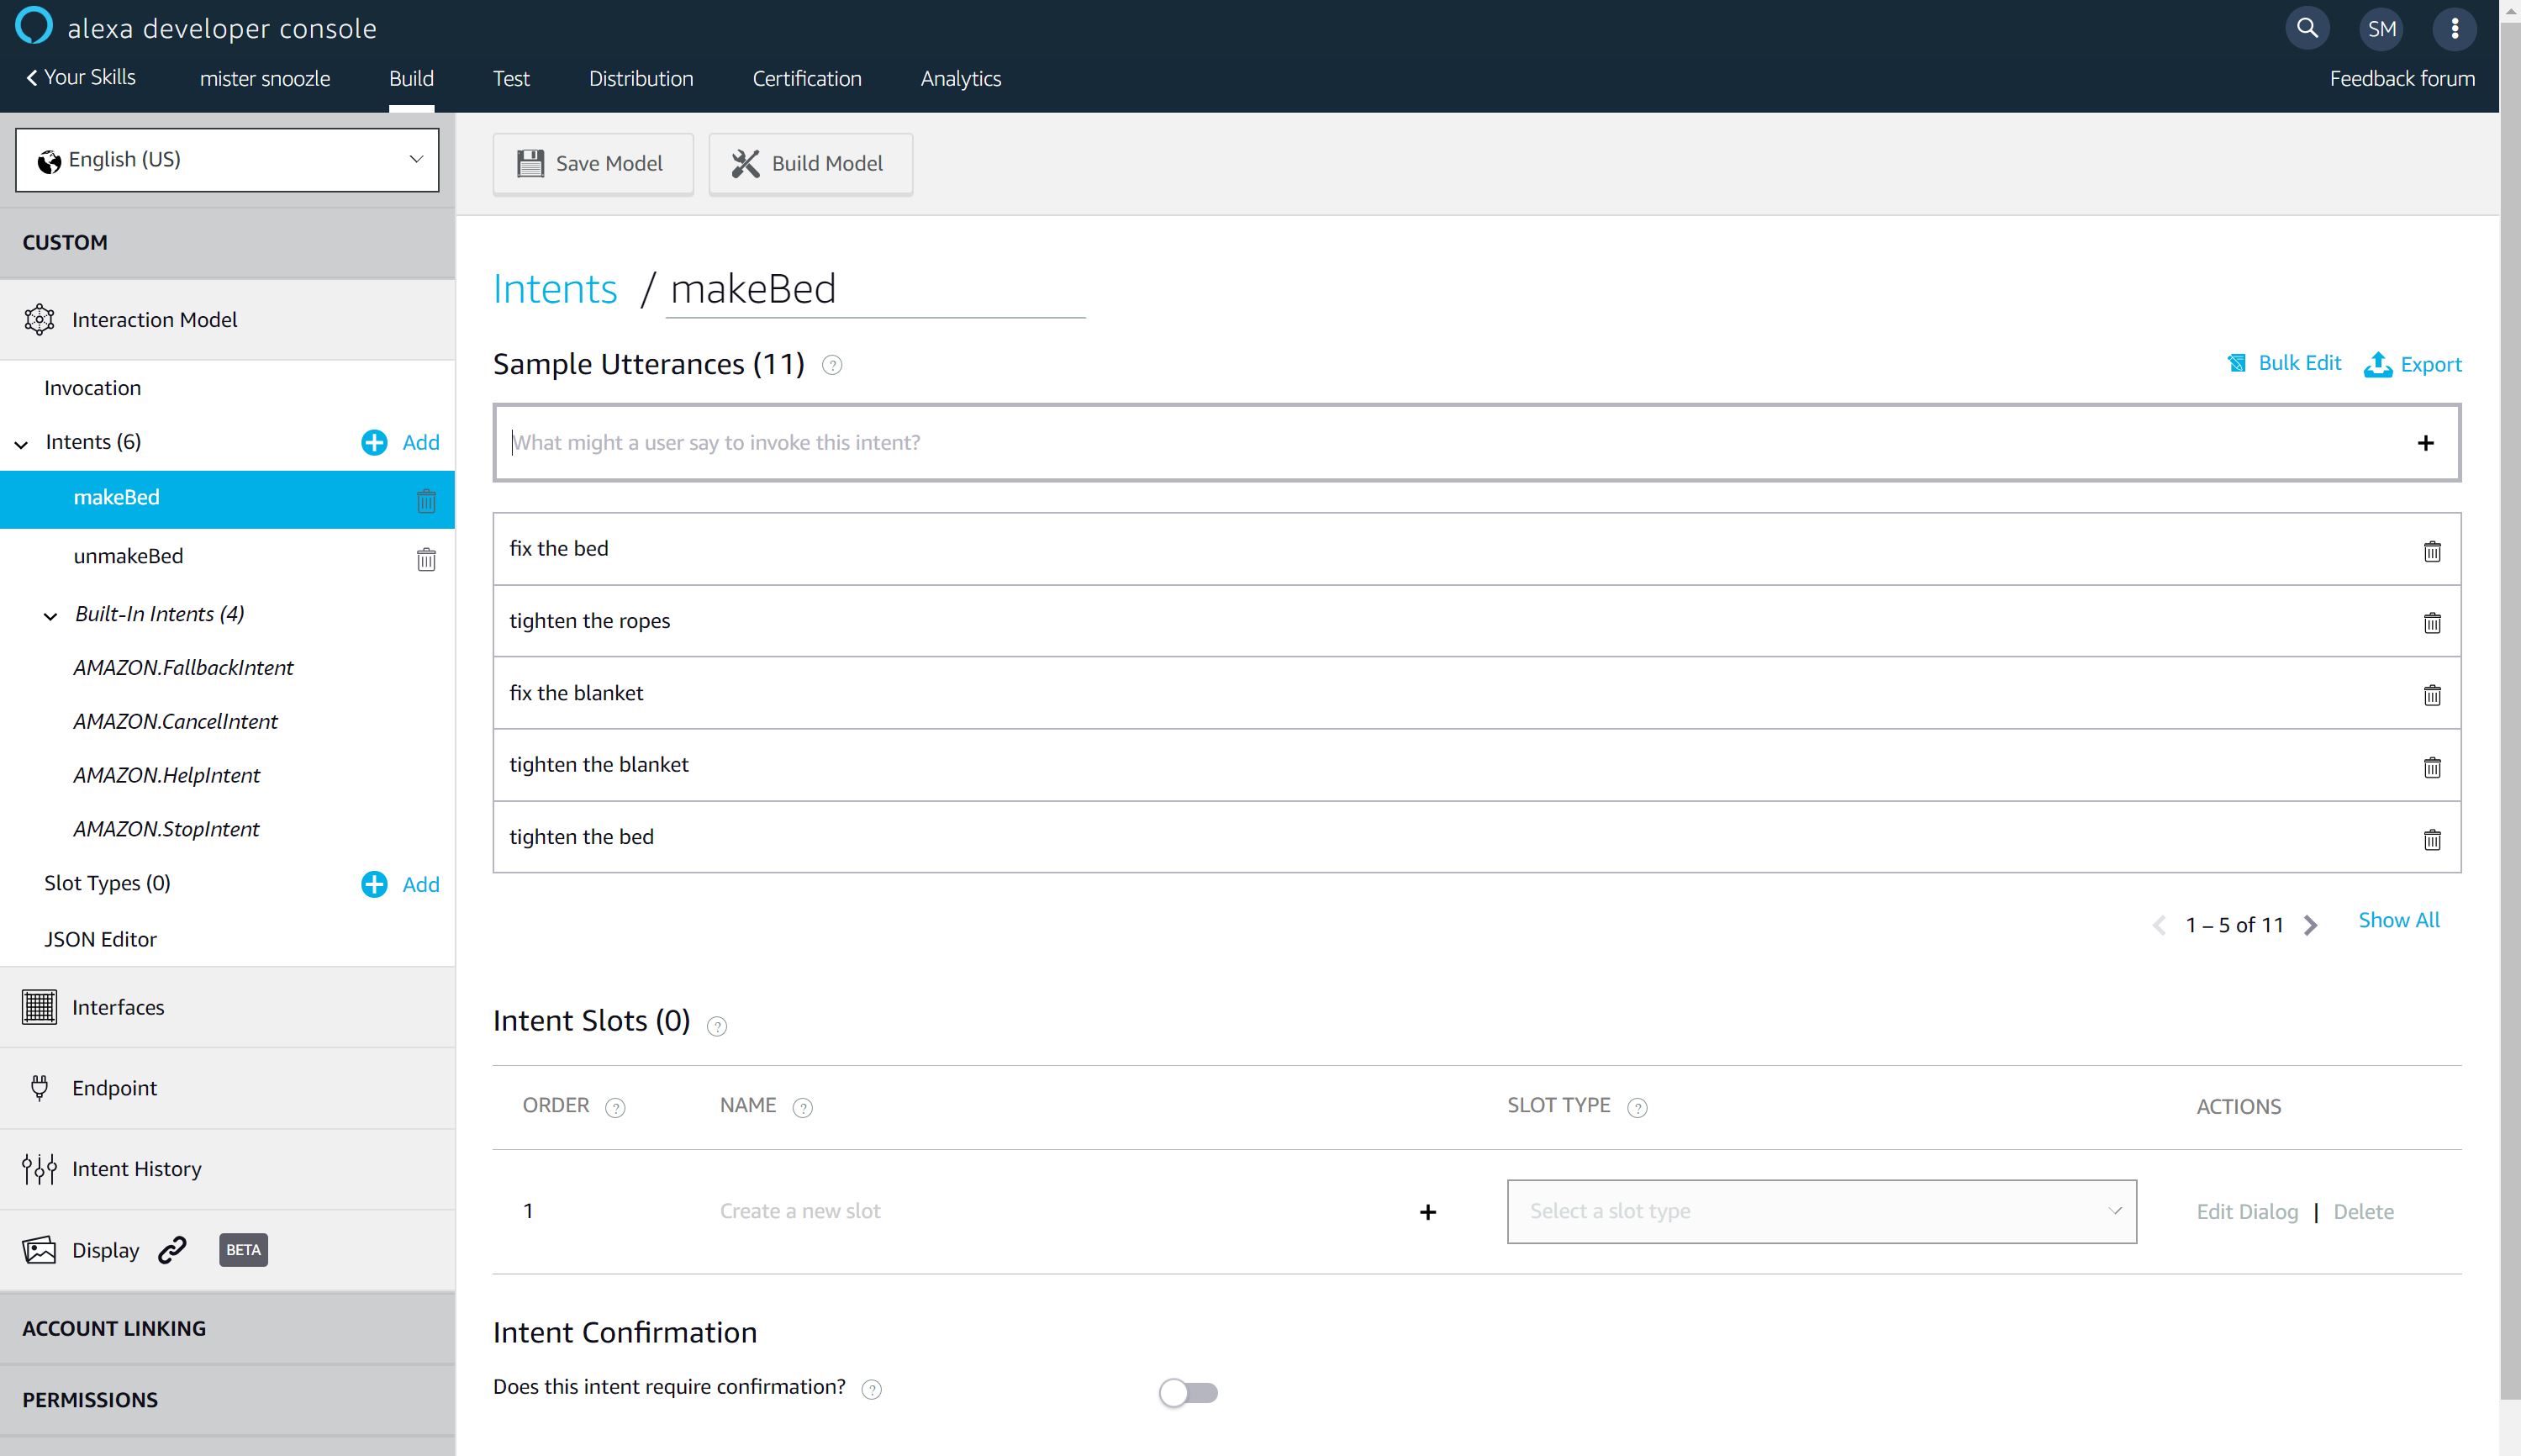 alexa developer console
SM
Your Skills
mister snoozle
Build
Test
Distribution
Certification
Analytics
Feedback forum
English (US)
Save Model
Build Model
CUSTOM
Interaction Model
Invocation
Intents (6)
Add
makeBed
unmakeBed
Built-In Intents (4)
AMAZON.FallbackIntent
AMAZON.CancelIntent
AMAZON.HelpIntent
AMAZON.StopIntent
Slot Types (0)
Add
JSON Editor
Interfaces
Endpoint
Intent History
Display
BETA
ACCOUNT LINKING
PERMISSIONS
Intents / makeBed
Sample Utterances (11) ?
Bulk Edit
Export
What might a user say to invoke this intent?
fix the bed
tighten the ropes
fix the blanket
tighten the blanket
tighten the bed
1 – 5 of 11
Show All
Intent Slots (0) ?
ORDER ?
NAME ?
SLOT TYPE ?
ACTIONS
1
Create a new slot
Select a slot type
Edit Dialog | Delete
Intent Confirmation
Does this intent require confirmation? ?